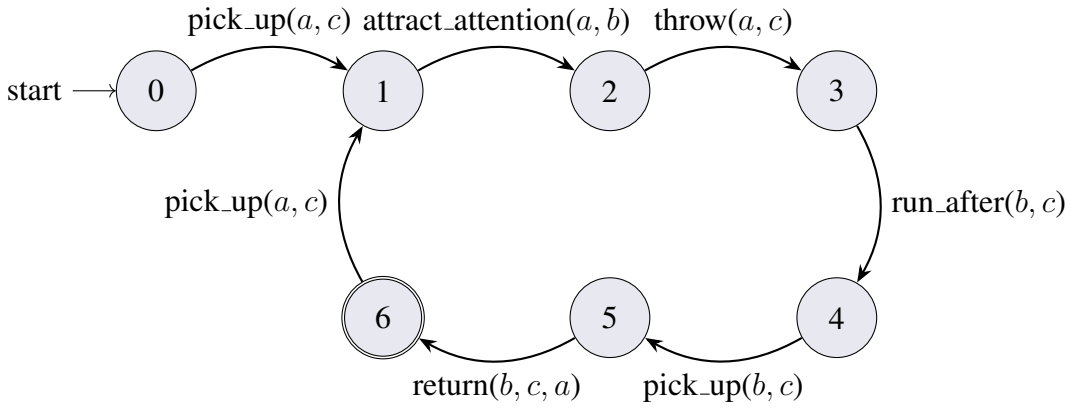 pick_up(a, c) attract_attention(a, b) throw(a, c)
start 0 1 2 3
pick_up(a, c) run_after(b, c)
6 5 4
return(b, c, a) pick_up(b, c)